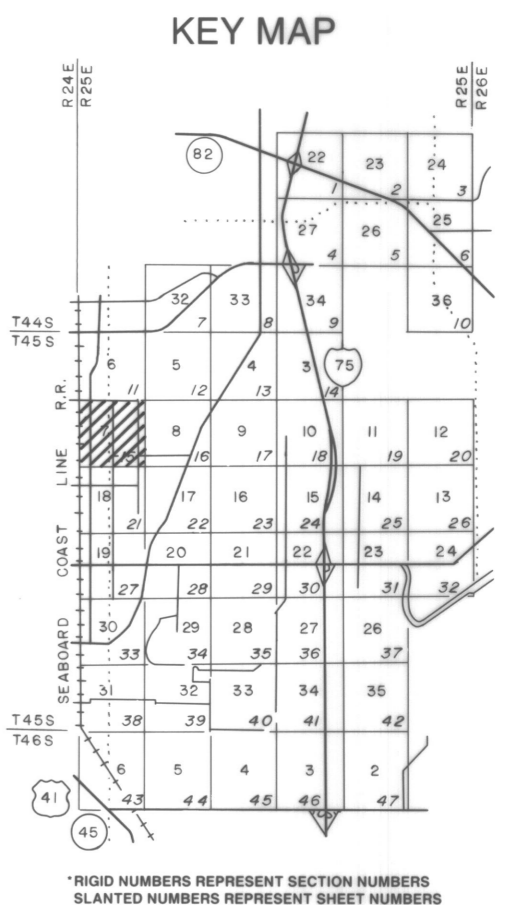 KEY MAP
R24E
R25E
R25E
R26E
82
22 23 24
1 2 3
25
27 26
4 5 6
32 33 34 36
7 8 9 10
T44S
T45S
6 5 4 3 75
11 12 13 14
7 8 9 10 11 12
15 16 17 18 19 20
18 17 16 15 14 13
21 22 23 24 25 26
19 20 21 22 23 24
27 28 29 30 31 32
30 29 28 27 26
33 34 35 36 37
31 32 33 34 35
38 39 40 41 42
T45S
T46S
6 5 4 3 2
41
43 44 45 46 47
45
SEABOARD COAST LINE R.R.
*RIGID NUMBERS REPRESENT SECTION NUMBERS
SLANTED NUMBERS REPRESENT SHEET NUMBERS